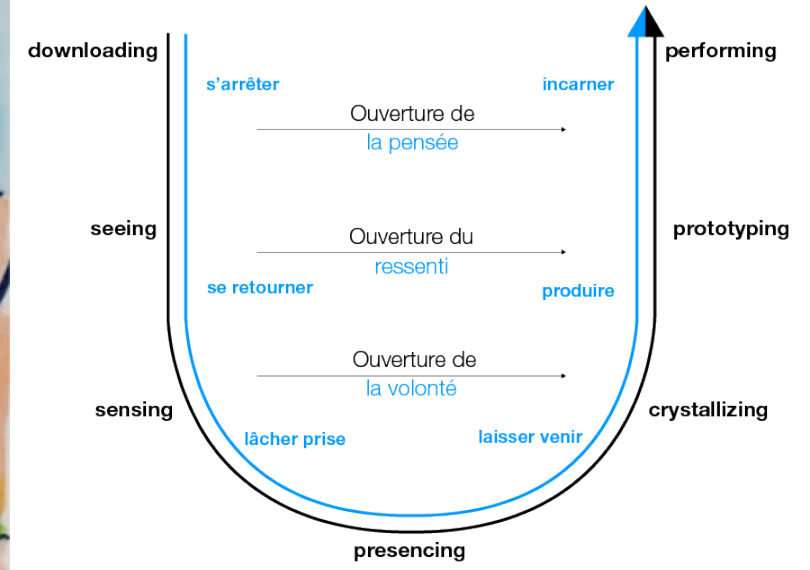 downloading
performing
s’arrêter
incarner
Ouverture de
la pensée
seeing
prototyping
Ouverture du
ressenti
se retourner
produire
Ouverture de
la volonté
sensing
crystallizing
lâcher prise
laisser venir
presencing